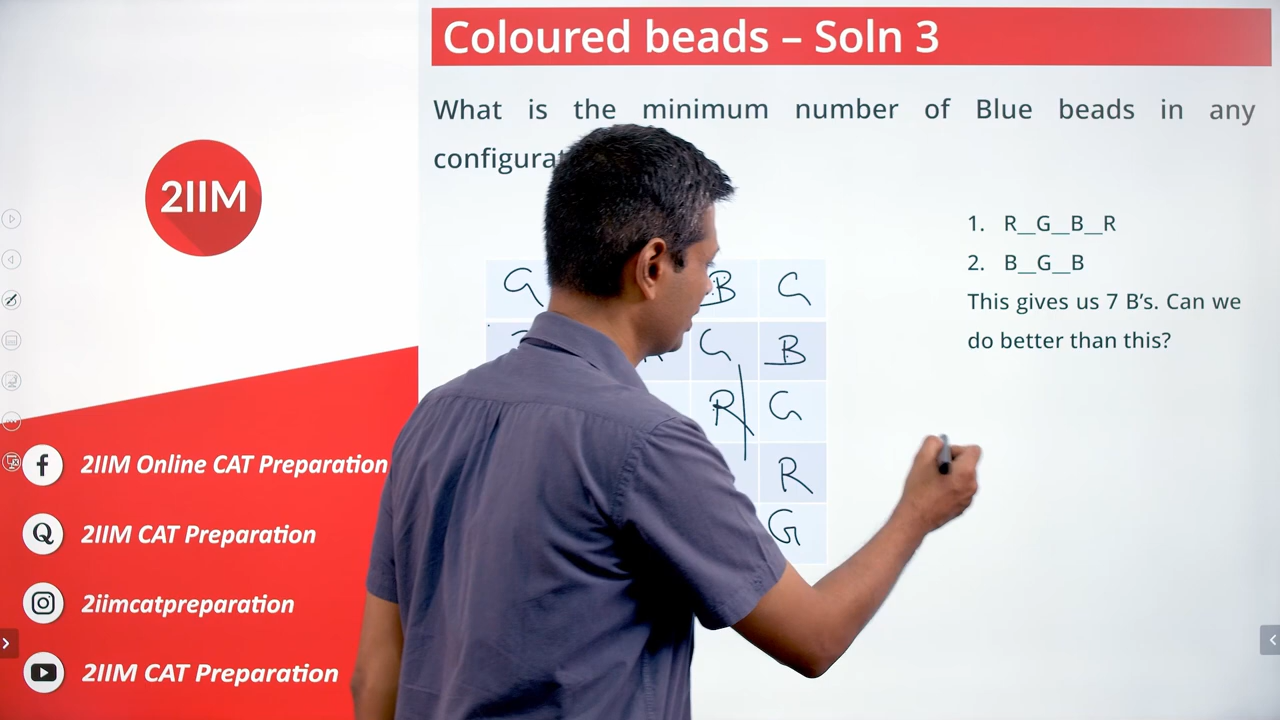 Coloured beads – Soln 3
What is the minimum number of Blue beads in any
2IIM
1. R__G__B__R
2. B__G__B
This gives us 7 B's. Can we
do better than this?
G B G
G B
R G
R
G
2IIM Online CAT Preparation
2IIM CAT Preparation
2iimcatpreparation
2IIM CAT Preparation